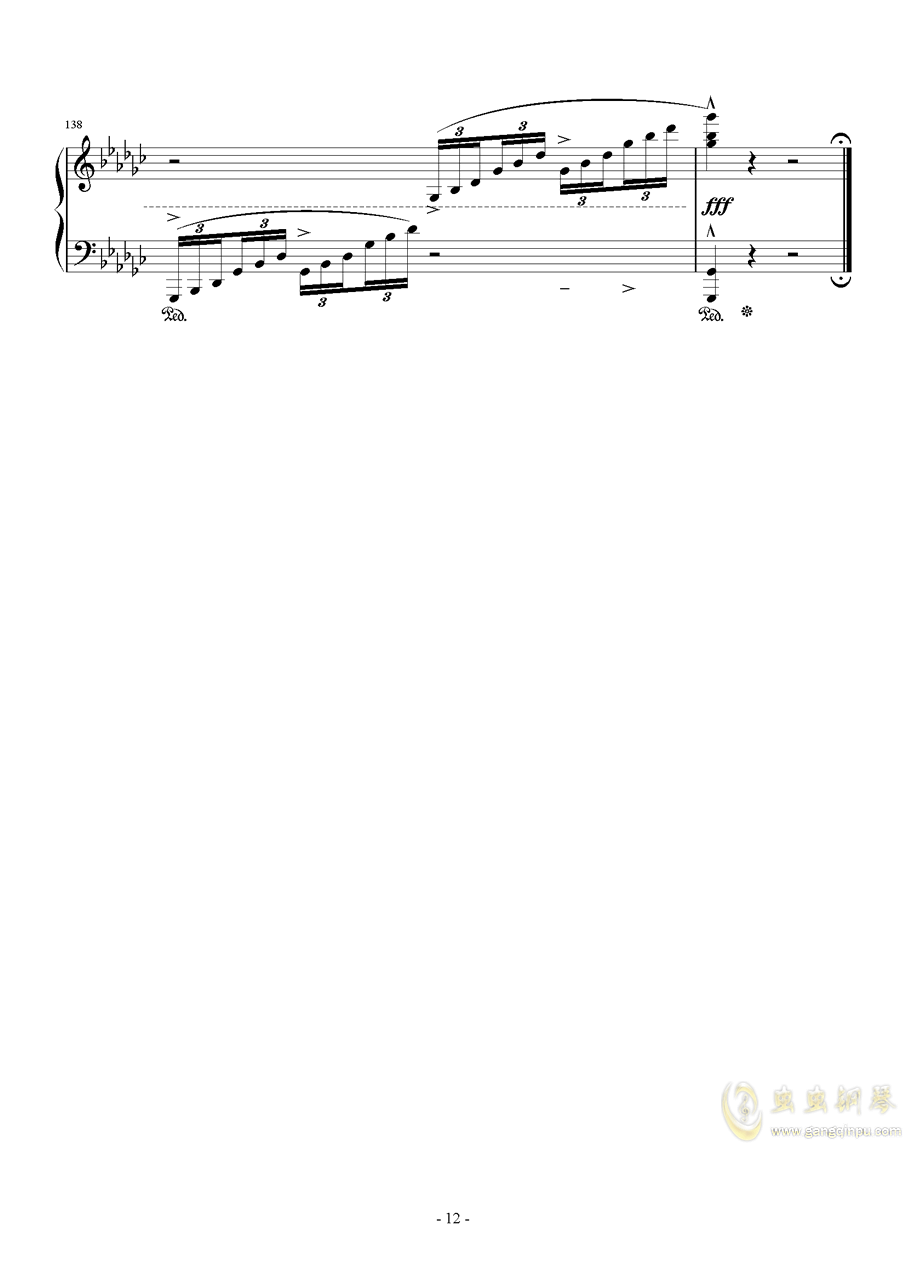 138
3 3
3 3
fff
3 3
3 3
Ped. Ped.
虫虫钢琴
www.gangqinpu.com
- 12 -